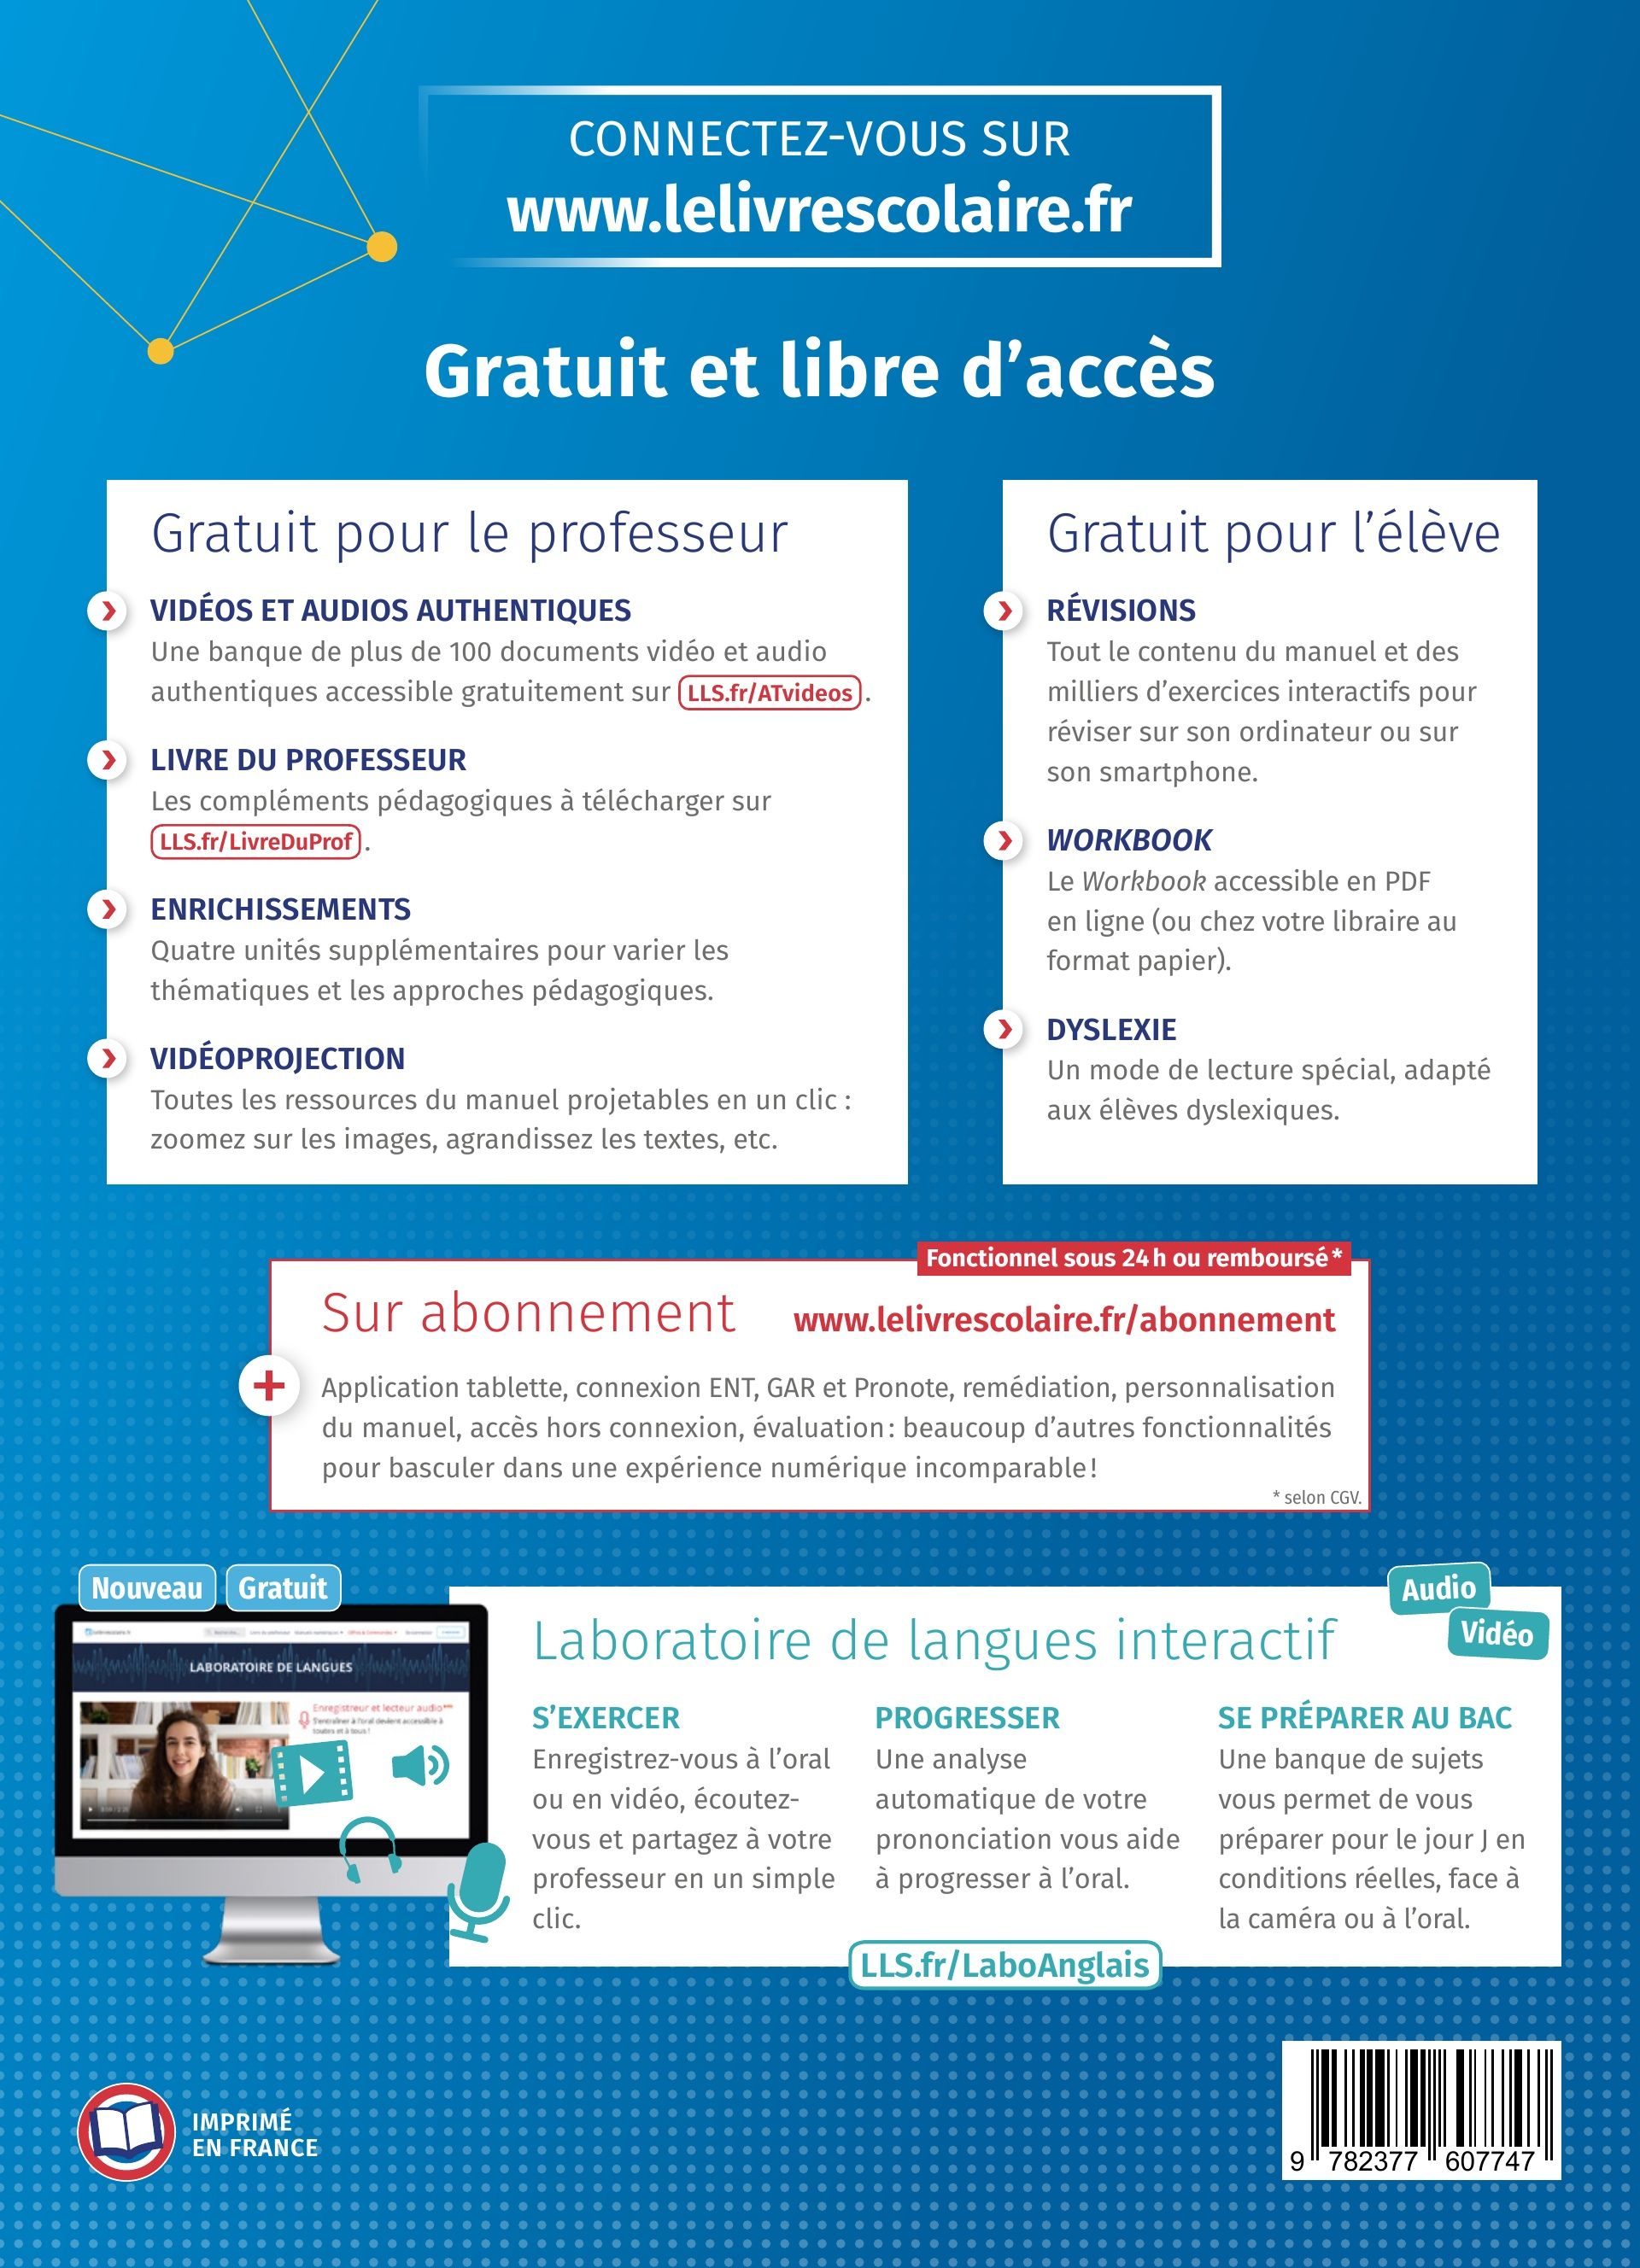 CONNECTEZ-VOUS SUR
www.lelivrescolaire.fr
Gratuit et libre d’accès
Gratuit pour le professeur
VIDÉOS ET AUDIOS AUTHENTIQUES
Une banque de plus de 100 documents vidéo et audio
authentiques accessible gratuitement sur LLS.fr/ATvideos.
LIVRE DU PROFESSEUR
Les compléments pédagogiques à télécharger sur
LLS.fr/LivreDuProf.
ENRICHISSEMENTS
Quatre unités supplémentaires pour varier les
thématiques et les approches pédagogiques.
VIDÉOPROJECTION
Toutes les ressources du manuel projetables en un clic :
zoomez sur les images, agrandissez les textes, etc.
Gratuit pour l’élève
RÉVISIONS
Tout le contenu du manuel et des
milliers d’exercices interactifs pour
réviser sur son ordinateur ou sur
son smartphone.
WORKBOOK
Le Workbook accessible en PDF
en ligne (ou chez votre libraire au
format papier).
DYSLEXIE
Un mode de lecture spécial, adapté
aux élèves dyslexiques.
Fonctionnel sous 24 h ou remboursé*
Sur abonnement www.lelivrescolaire.fr/abonnement
Application tablette, connexion ENT, GAR et Pronote, remédiation, personnalisation
du manuel, accès hors connexion, évaluation : beaucoup d’autres fonctionnalités
pour basculer dans une expérience numérique incomparable !
* selon CGV.
Nouveau Gratuit
LABORATOIRE DE LANGUES
Enregistreur et lecteur audio
S’entraîner à l’oral devient accessible à
toutes et à tous !
Audio
Vidéo
Laboratoire de langues interactif
S’EXERCER
Enregistrez-vous à l’oral
ou en vidéo, écoutez-
vous et partagez à votre
professeur en un simple
clic.
PROGRESSER
Une analyse
automatique de votre
prononciation vous aide
à progresser à l’oral.
SE PRÉPARER AU BAC
Une banque de sujets
vous permet de vous
préparer pour le jour J en
conditions réelles, face à
la caméra ou à l’oral.
LLS.fr/LaboAnglais
IMPRIMÉ
EN FRANCE
9 782377 607747